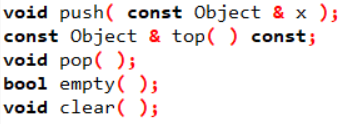 void push( const Object & x );
const Object & top( ) const;
void pop( );
bool empty( );
void clear( );